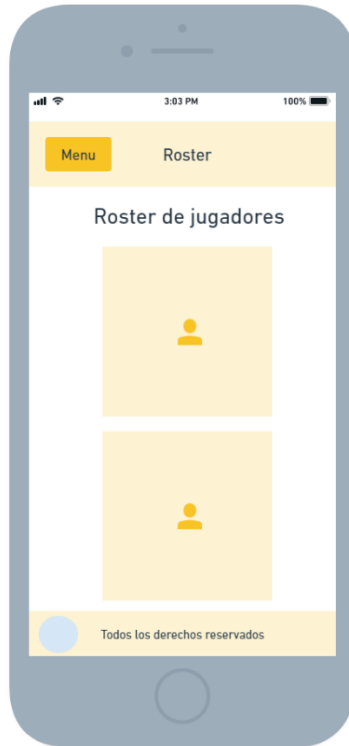 3:03 PM
100%
Menu
Roster
Roster de jugadores
Todos los derechos reservados